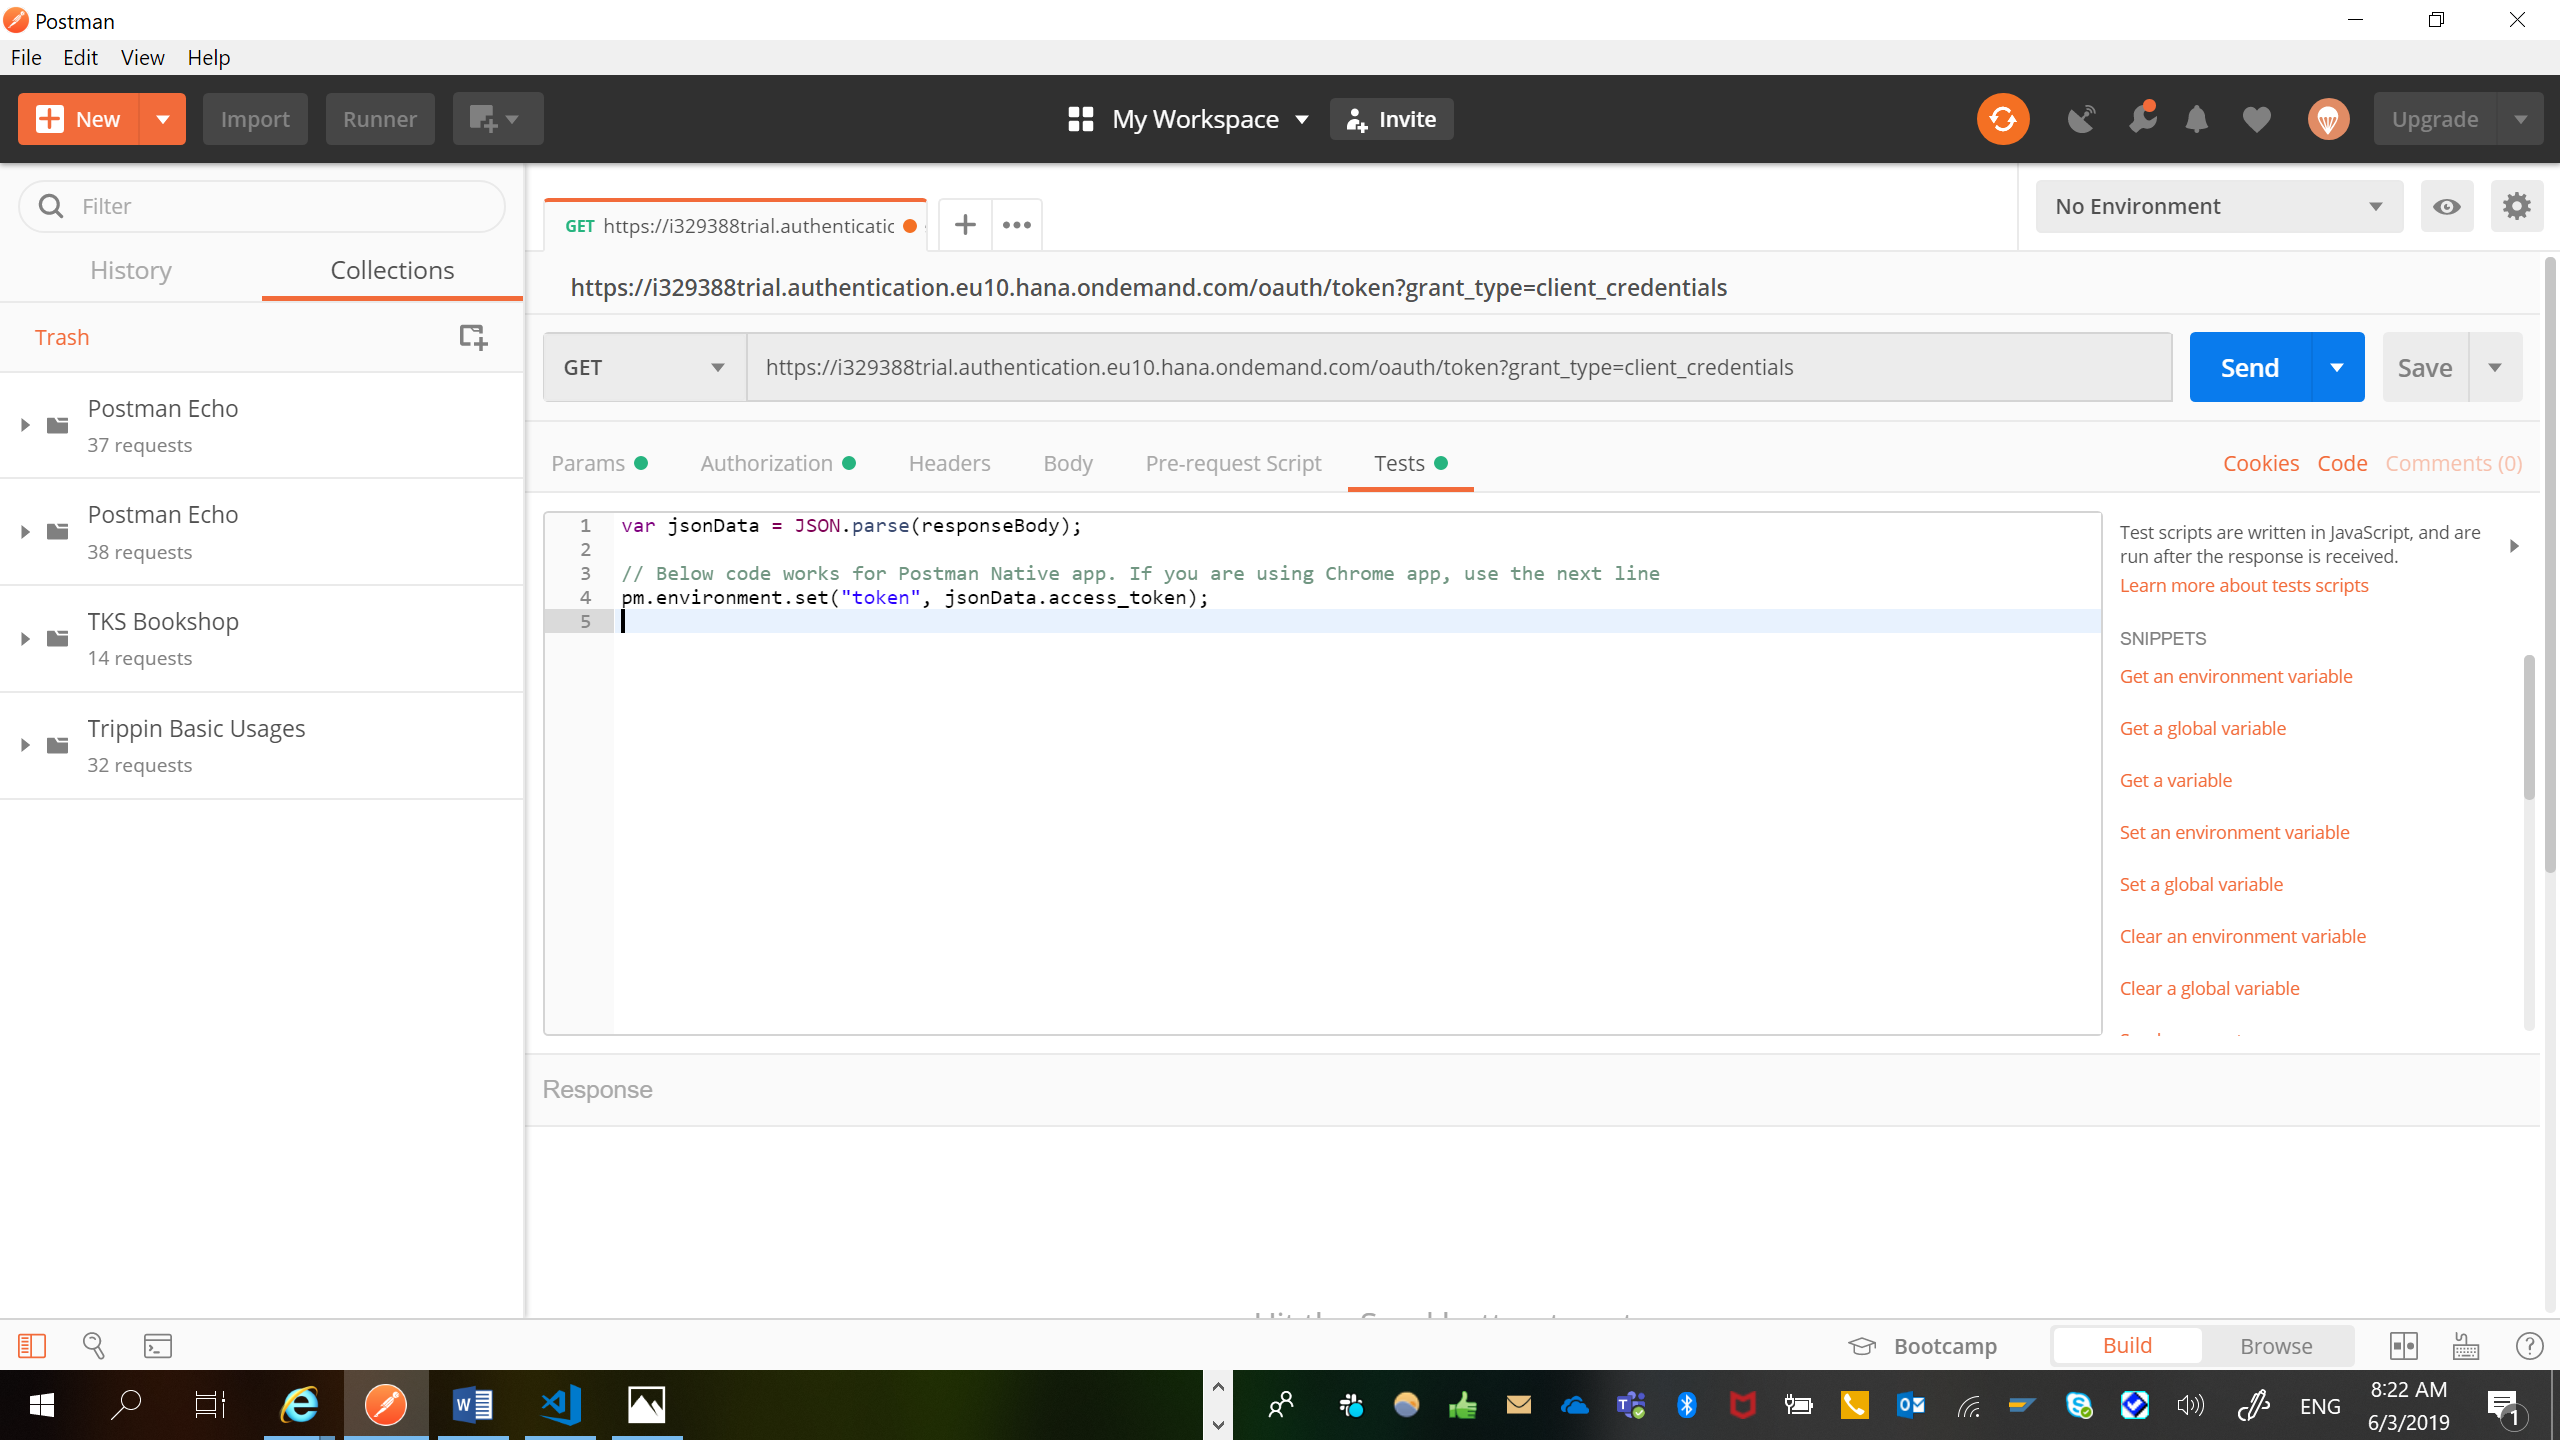 Postman
File Edit View Help
New Import Runner My Workspace Invite Upgrade
Filter
History Collections
Trash
Postman Echo
37 requests
Postman Echo
38 requests
TKS Bookshop
14 requests
Trippin Basic Usages
32 requests
GET https://i329388trial.authenticatic
No Environment
https://i329388trial.authentication.eu10.hana.ondemand.com/oauth/token?grant_type=client_credentials
GET https://i329388trial.authentication.eu10.hana.ondemand.com/oauth/token?grant_type=client_credentials Send Save
Params Authorization Headers Body Pre-request Script Tests Cookies Code Comments (0)
1 var jsonData = JSON.parse(responseBody);
2
3 // Below code works for Postman Native app. If you are using Chrome app, use the next line
4 pm.environment.set("token", jsonData.access_token);
5
Test scripts are written in JavaScript, and are
run after the response is received.
Learn more about tests scripts
SNIPPETS
Get an environment variable
Get a global variable
Get a variable
Set an environment variable
Set a global variable
Clear an environment variable
Clear a global variable
Response
Bootcamp Build Browse
ENG
8:22 AM
6/3/2019
1